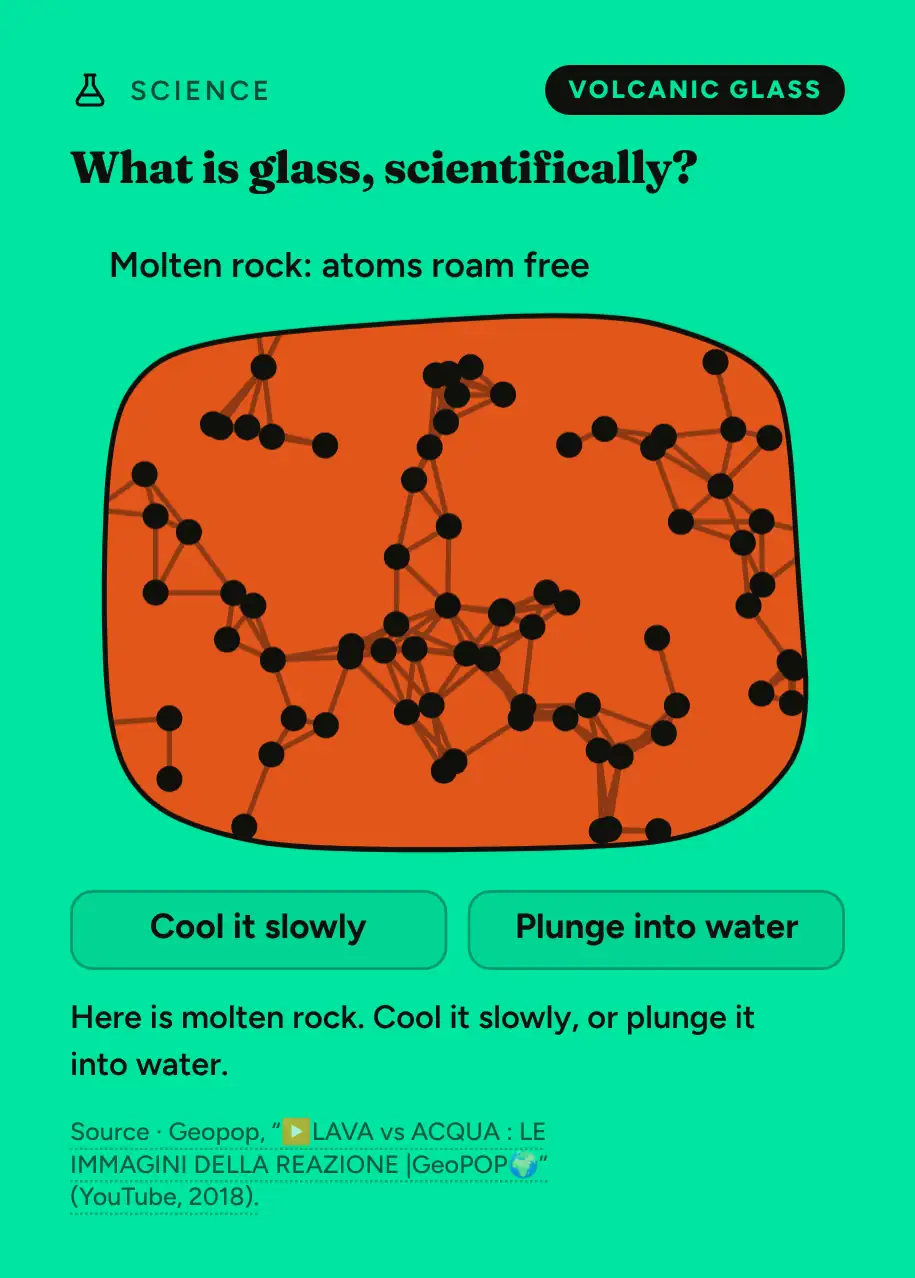 SCIENCE
VOLCANIC GLASS
What is glass, scientifically?
Molten rock: atoms roam free
Cool it slowly
Plunge into water
Here is molten rock. Cool it slowly, or plunge it
into water.
Source · Geopop, “▶️LAVA vs ACQUA : LE
IMMAGINI DELLA REAZIONE |GeoPOP🌍”
(YouTube, 2018).